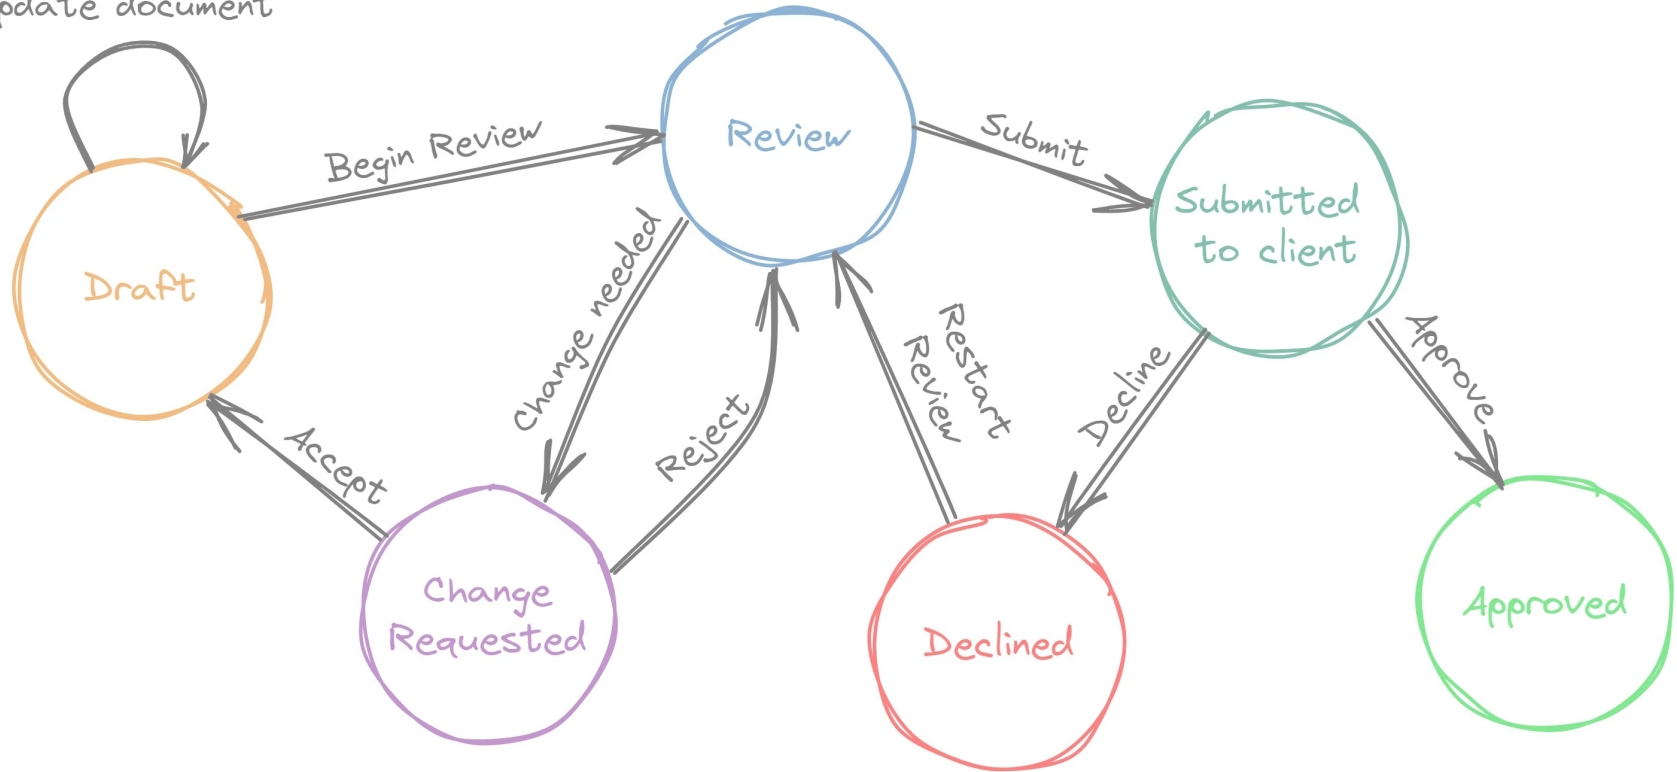 pdate document
Begin Review
Review
Submit
Submitted
to client
Draft
Change needed
Reject
Restart
Review
Decline
Approve
Accept
Change
Requested
Declined
Approved